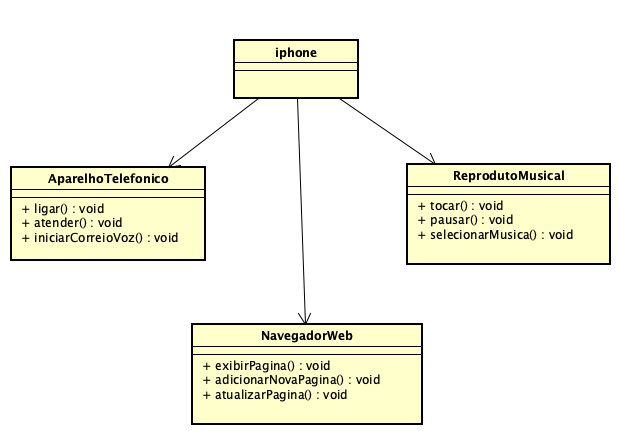 iphone
AparelhoTelefonico
+ ligar() : void
+ atender() : void
+ iniciarCorreioVoz() : void
ReprodutoMusical
+ tocar() : void
+ pausar() : void
+ selecionarMusica() : void
NavegadorWeb
+ exibirPagina() : void
+ adicionarNovaPagina() : void
+ atualizarPagina() : void